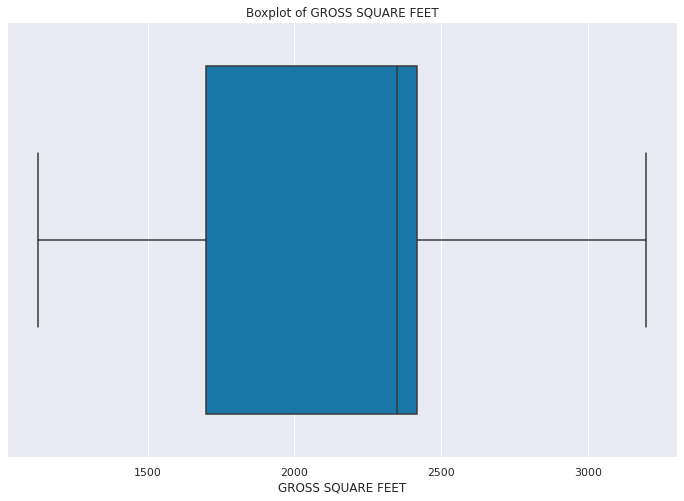 Boxplot of GROSS SQUARE FEET
1500 2000 2500 3000
GROSS SQUARE FEET